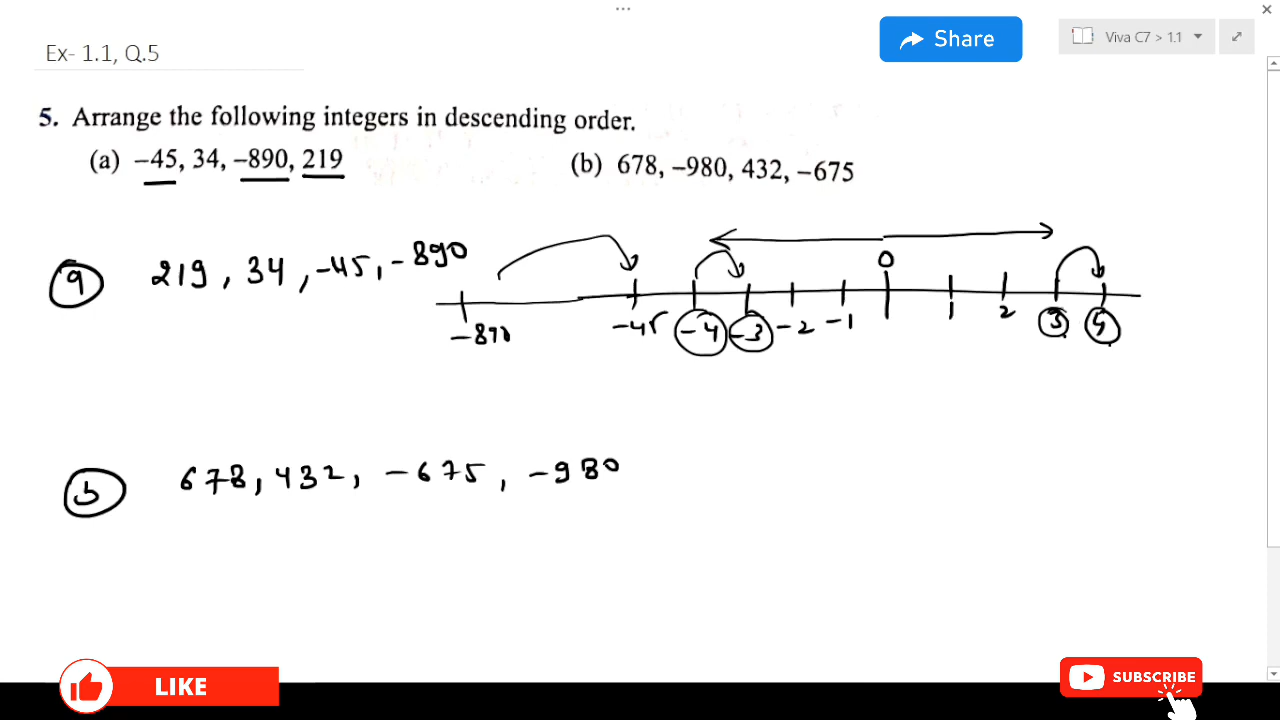 Ex- 1.1, Q.5
Share
Viva C7 > 1.1
5. Arrange the following integers in descending order.
(a) –45, 34, –890, 219
(b) 678, –980, 432, –675
a 219, 34, -45, -890
0
-890 -45 -4 -3 -2 -1 1 2 3 4
b 678, 432, -675, -980
LIKE
SUBSCRIBE